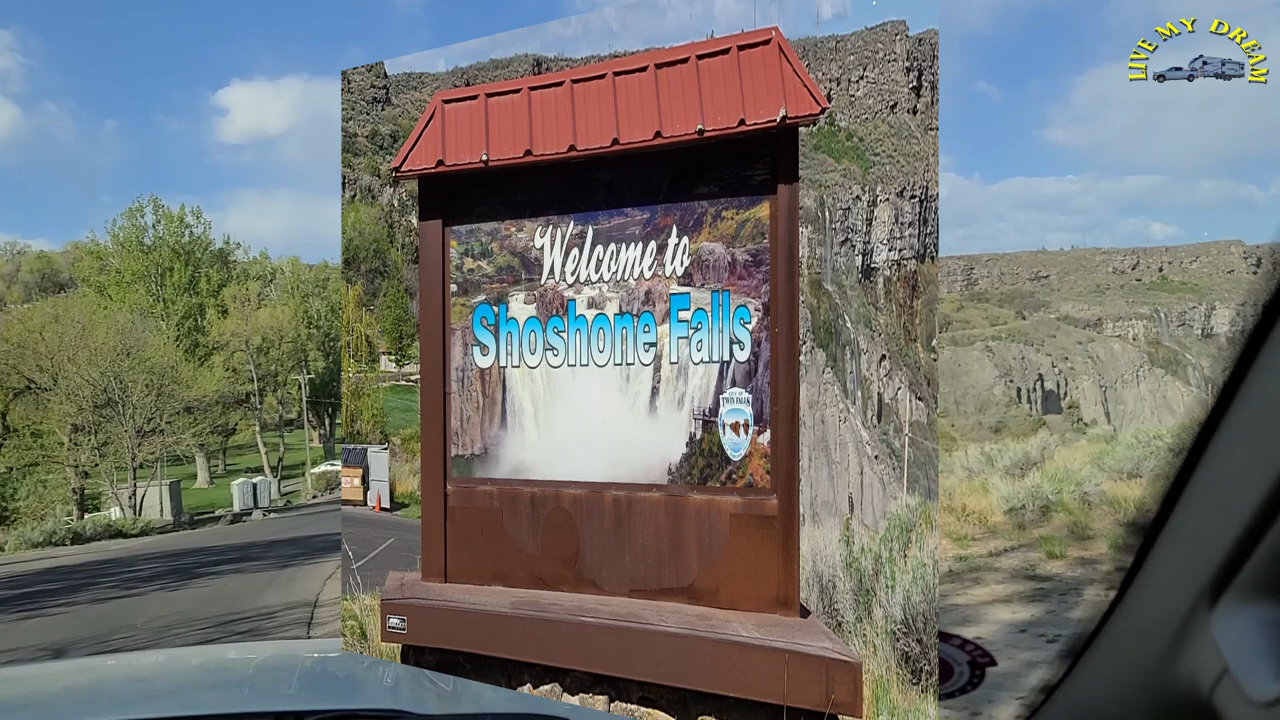 LIVE MY DREAM
Welcome to
Shoshone Falls
CITY OF
TWIN FALLS